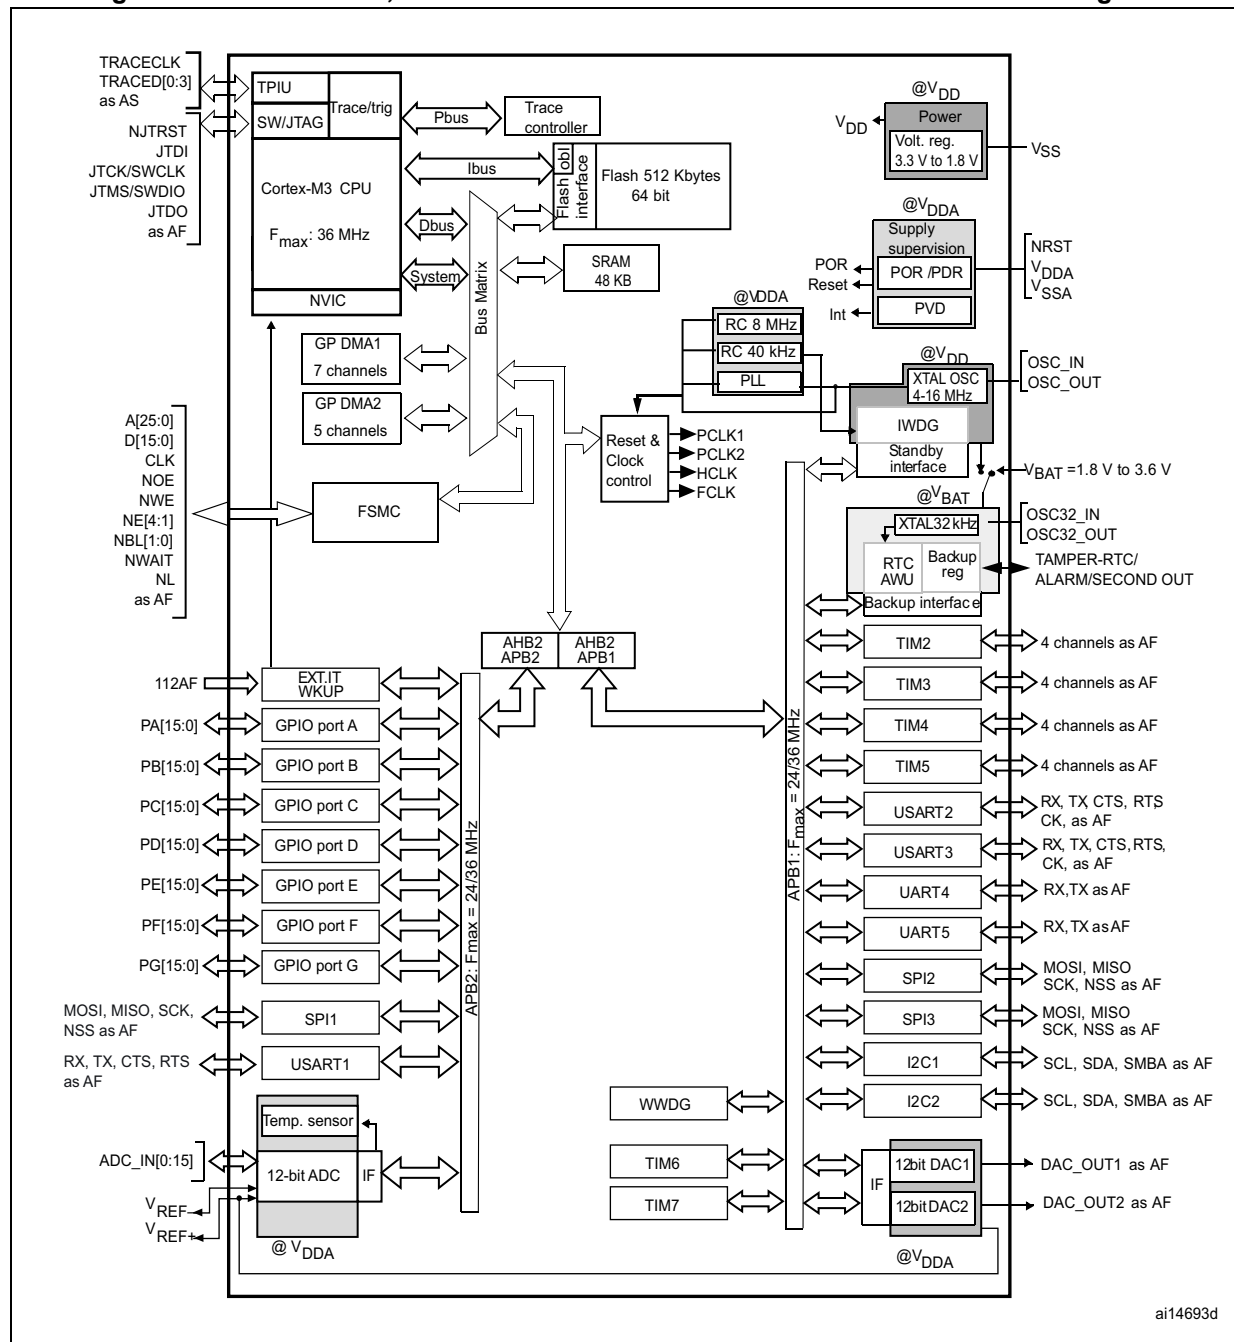 TRACECLK
TRACED[0:3]
as AS
NJTRST
JTDI
JTCK/SWCLK
JTMS/SWDIO
JTDO
as AF
TPIU
SW/JTAG
Trace/trig
Cortex-M3 CPU
Fmax: 36 MHz
NVIC
Pbus
Trace
controller
Ibus
Dbus
System
Flash obl
interface
Flash 512 Kbytes
64 bit
SRAM
48 KB
Bus Matrix
GP DMA1
7 channels
GP DMA2
5 channels
A[25:0]
D[15:0]
CLK
NOE
NWE
NE[4:1]
NBL[1:0]
NWAIT
NL
as AF
FSMC
@VDD
VDD
Power
Volt. reg.
3.3 V to 1.8 V
VSS
@VDDA
Supply
supervision
POR
Reset
Int
POR /PDR
PVD
NRST
VDDA
VSSA
@VDDA
RC 8 MHz
RC 40 kHz
PLL
@VDD
XTAL OSC
4-16 MHz
OSC_IN
OSC_OUT
IWDG
Standby
interface
Reset &
Clock
control
PCLK1
PCLK2
HCLK
FCLK
VBAT =1.8 V to 3.6 V
@VBAT
XTAL32 kHz
OSC32_IN
OSC32_OUT
RTC
AWU
Backup
reg
TAMPER-RTC/
ALARM/SECOND OUT
Backup interface
AHB2
APB2
AHB2
APB1
112AF
EXT.IT
WKUP
PA[15:0]
GPIO port A
PB[15:0]
GPIO port B
PC[15:0]
GPIO port C
PD[15:0]
GPIO port D
PE[15:0]
GPIO port E
PF[15:0]
GPIO port F
PG[15:0]
GPIO port G
MOSI, MISO, SCK,
NSS as AF
SPI1
RX, TX, CTS, RTS
as AF
USART1
Temp. sensor
ADC_IN[0:15]
12-bit ADC
IF
VREF-
VREF+
@ VDDA
APB2: Fmax = 24/36 MHz
APB1: Fmax = 24/36 MHz
TIM2
4 channels as AF
TIM3
4 channels as AF
TIM4
4 channels as AF
TIM5
4 channels as AF
USART2
RX, TX, CTS, RTS,
CK, as AF
USART3
RX, TX, CTS, RTS,
CK, as AF
UART4
RX,TX as AF
UART5
RX,TX as AF
SPI2
MOSI, MISO
SCK, NSS as AF
SPI3
MOSI, MISO
SCK, NSS as AF
I2C1
SCL, SDA, SMBA as AF
I2C2
SCL, SDA, SMBA as AF
WWDG
TIM6
TIM7
IF
12bit DAC1
DAC_OUT1 as AF
12bit DAC2
DAC_OUT2 as AF
@VDDA
ai14693d